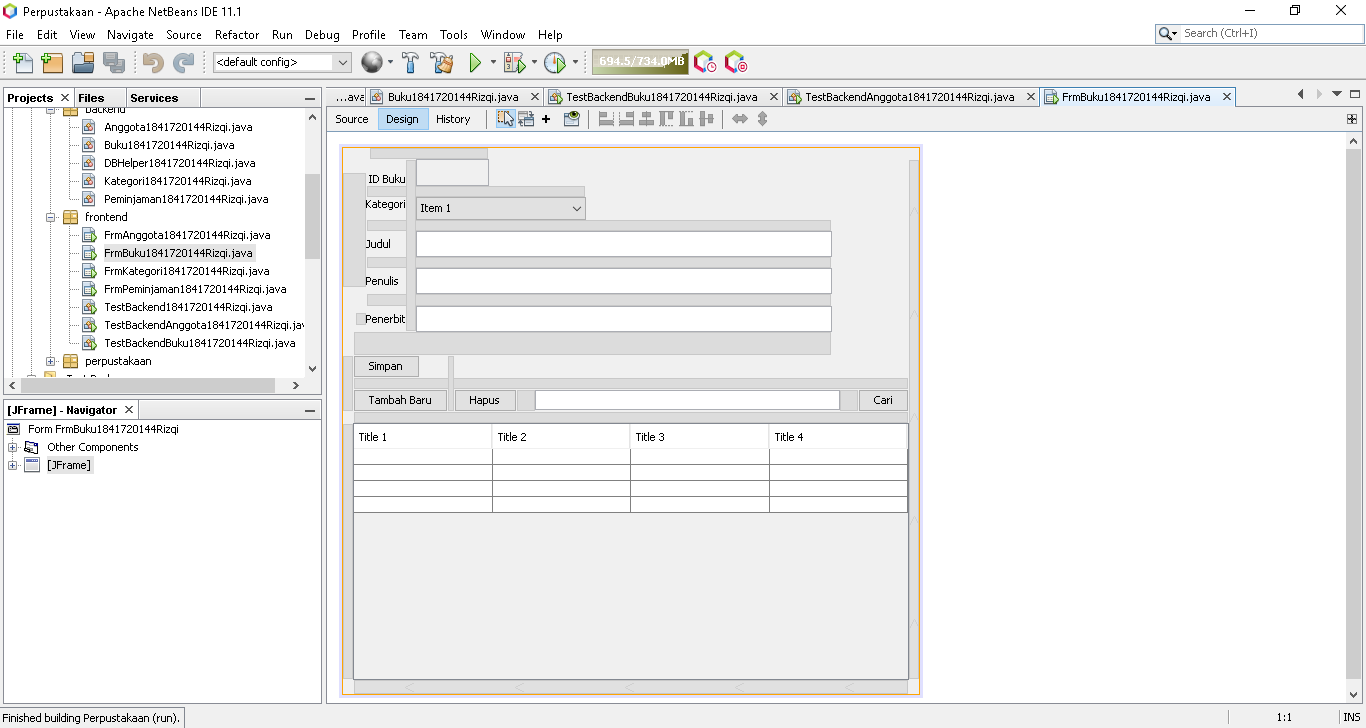 Perpustakaan - Apache NetBeans IDE 11.1
File Edit View Navigate Source Refactor Run Debug Profile Team Tools Window Help
Search (Ctrl+I)
<default config>
694.5/734.0MB
Projects Files Services
...ava Buku1841720144Rizqi.java TestBackendBuku1841720144Rizqi.java TestBackendAnggota1841720144Rizqi.java FrmBuku1841720144Rizqi.java
Source Design History
backend
Anggota1841720144Rizqi.java
Buku1841720144Rizqi.java
DBHelper1841720144Rizqi.java
Kategori1841720144Rizqi.java
Peminjaman1841720144Rizqi.java
frontend
FrmAnggota1841720144Rizqi.java
FrmBuku1841720144Rizqi.java
FrmKategori1841720144Rizqi.java
FrmPeminjaman1841720144Rizqi.java
TestBackend1841720144Rizqi.java
TestBackendAnggota1841720144Rizqi.jav
TestBackendBuku1841720144Rizqi.java
perpustakaan
[JFrame] - Navigator
Form FrmBuku1841720144Rizqi
Other Components
[JFrame]
ID Buku
Kategori
Item 1
Judul
Penulis
Penerbit
Simpan
Tambah Baru Hapus Cari
Title 1 Title 2 Title 3 Title 4
Finished building Perpustakaan (run).
1:1 INS